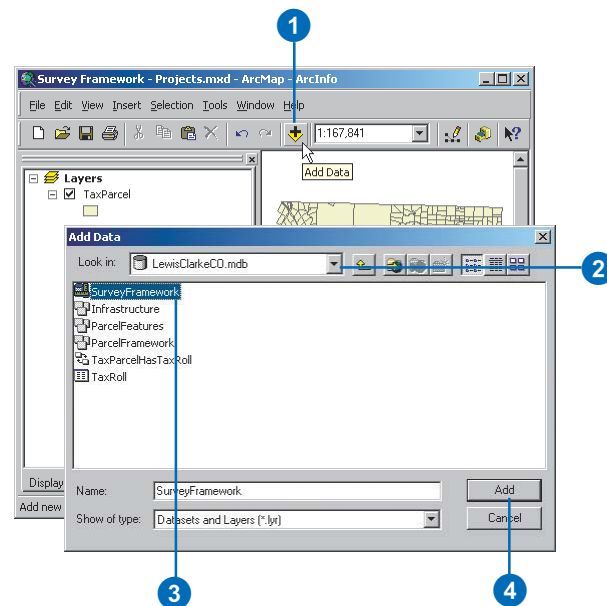 1
Survey Framework - Projects.mxd - ArcMap - ArcInfo
File Edit View Insert Selection Tools Window Help
1:167,841
Add Data
Layers
TaxParcel
Add Data
Look in: LewisClarkeCO.mdb
2
SurveyFramework
Infrastructure
ParcelFeatures
ParcelFramework
TaxParcelHasTaxRoll
TaxRoll
Display
Name: SurveyFramework Add
Add new
Show of type: Datasets and Layers (*.lyr) Cancel
3 4